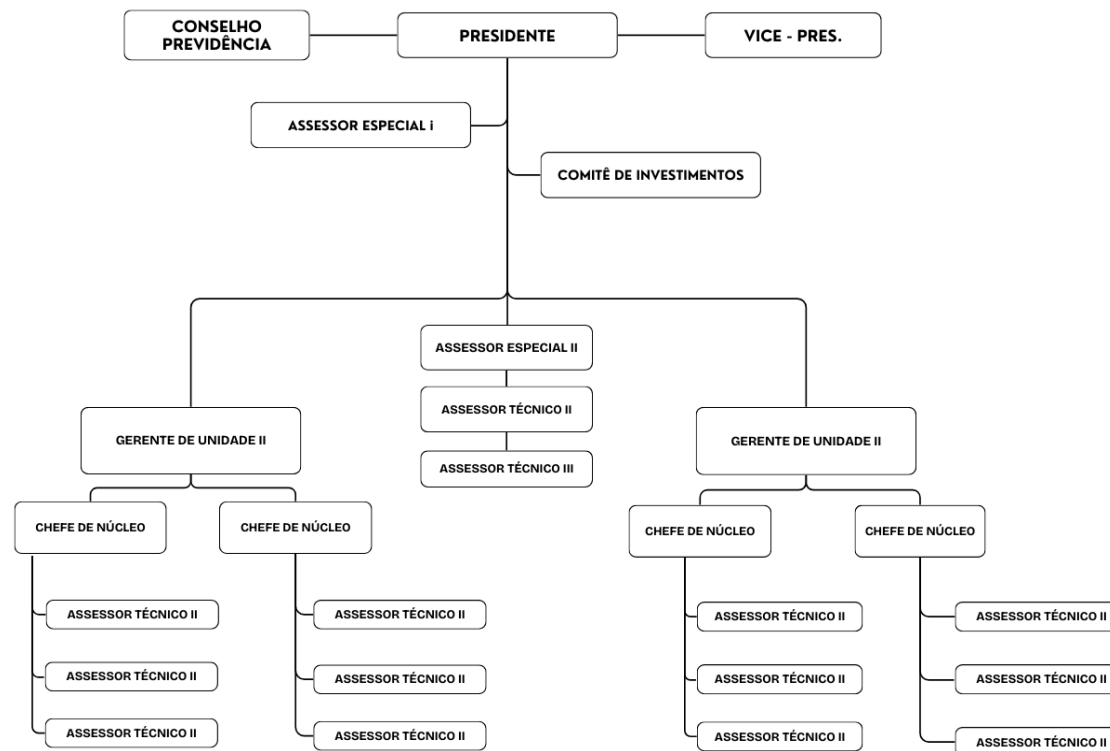 CONSELHO
PREVIDÊNCIA
PRESIDENTE
VICE - PRES.
ASSESSOR ESPECIAL i
COMITÊ DE INVESTIMENTOS
ASSESSOR ESPECIAL II
ASSESSOR TÉCNICO II
ASSESSOR TÉCNICO III
GERENTE DE UNIDADE II
GERENTE DE UNIDADE II
CHEFE DE NÚCLEO
CHEFE DE NÚCLEO
CHEFE DE NÚCLEO
CHEFE DE NÚCLEO
ASSESSOR TÉCNICO II
ASSESSOR TÉCNICO II
ASSESSOR TÉCNICO II
ASSESSOR TÉCNICO II
ASSESSOR TÉCNICO II
ASSESSOR TÉCNICO II
ASSESSOR TÉCNICO II
ASSESSOR TÉCNICO II
ASSESSOR TÉCNICO II
ASSESSOR TÉCNICO II
ASSESSOR TÉCNICO II
ASSESSOR TÉCNICO II